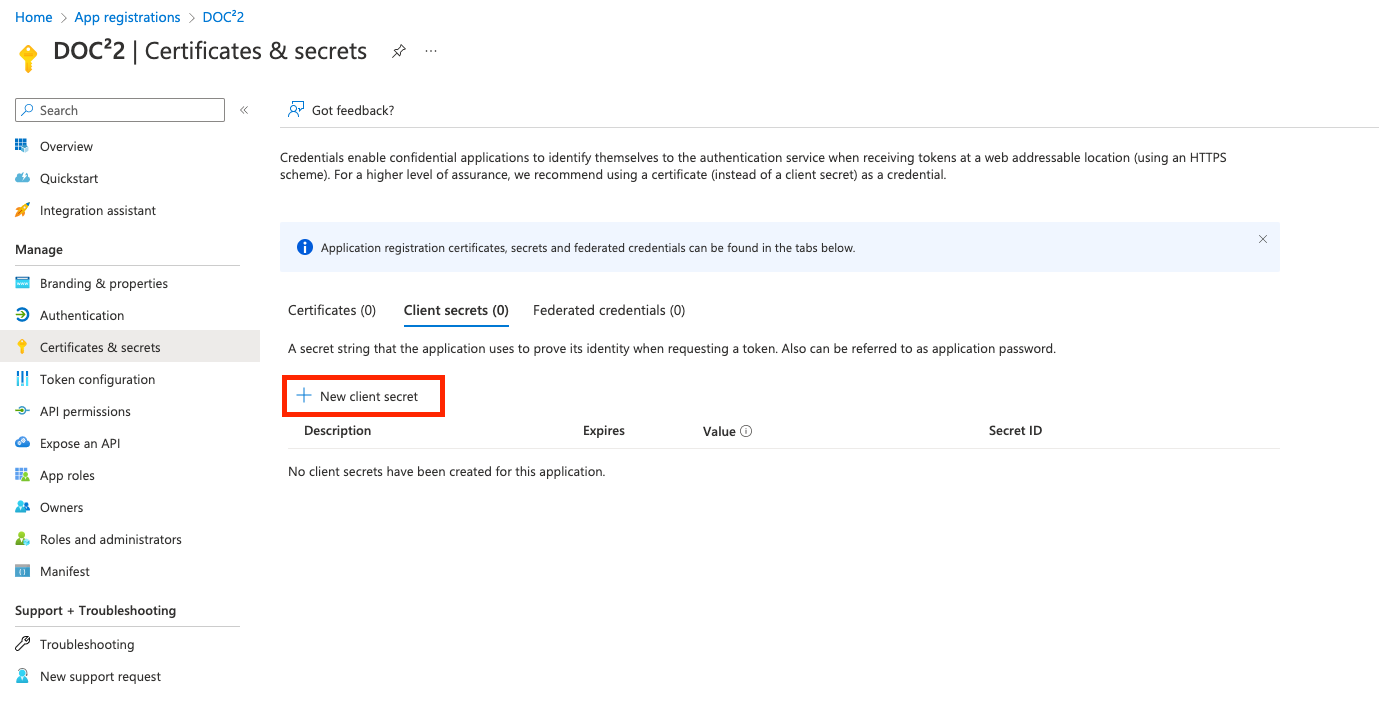 Home > App registrations > DOC²2
DOC²2 | Certificates & secrets
Search
Overview
Quickstart
Integration assistant
Manage
Branding & properties
Authentication
Certificates & secrets
Token configuration
API permissions
Expose an API
App roles
Owners
Roles and administrators
Manifest
Support + Troubleshooting
Troubleshooting
New support request
Got feedback?
Credentials enable confidential applications to identify themselves to the authentication service when receiving tokens at a web addressable location (using an HTTPS
scheme). For a higher level of assurance, we recommend using a certificate (instead of a client secret) as a credential.
Application registration certificates, secrets and federated credentials can be found in the tabs below.
Certificates (0) Client secrets (0) Federated credentials (0)
A secret string that the application uses to prove its identity when requesting a token. Also can be referred to as application password.
New client secret
Description Expires Value Secret ID
No client secrets have been created for this application.